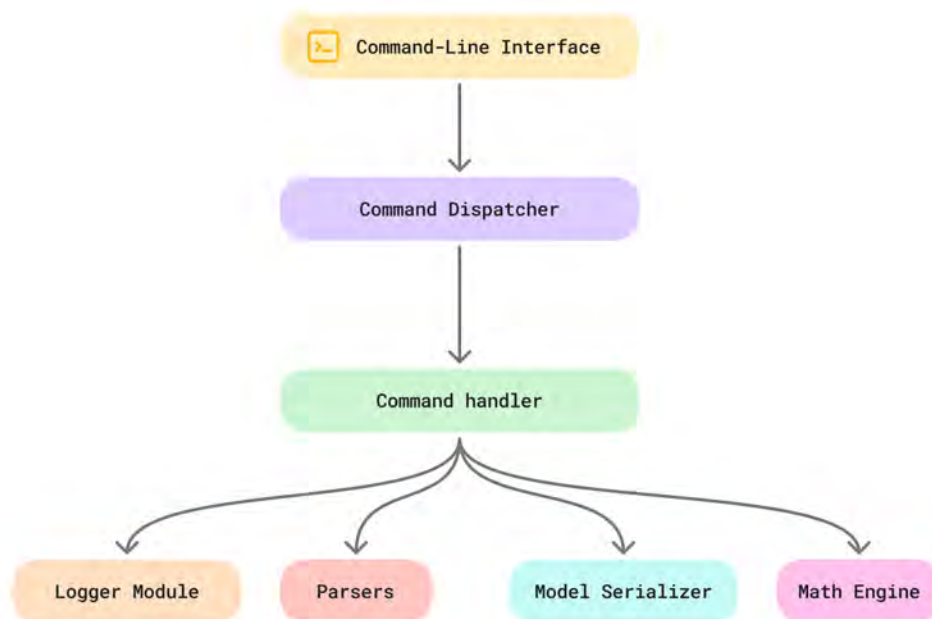 Command-Line Interface
Command Dispatcher
Command handler
Logger Module
Parsers
Model Serializer
Math Engine